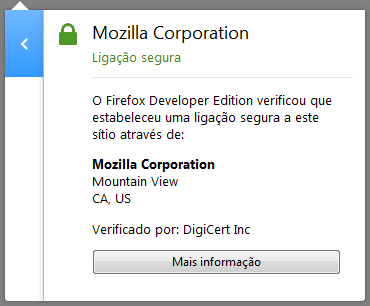 Mozilla Corporation
Ligação segura
O Firefox Developer Edition verificou que
estabeleceu uma ligação segura a este
sítio através de:
Mozilla Corporation
Mountain View
CA, US
Verificado por: DigiCert Inc
Mais informação